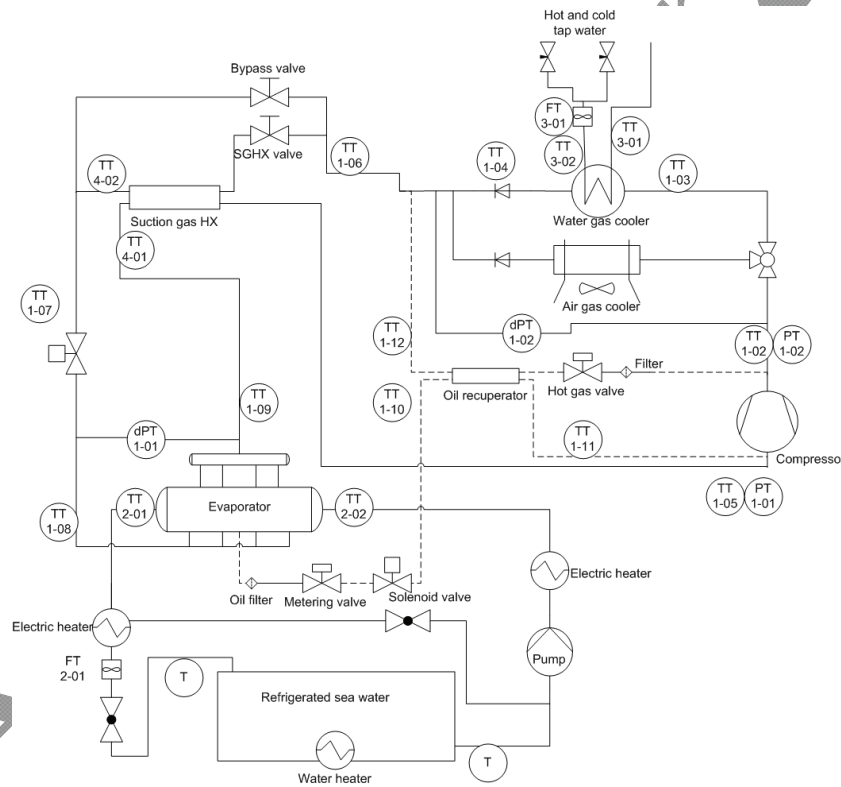 Hot and cold
tap water
Bypass valve
FT
3-01
TT
3-01
SGHX valve
TT
3-02
TT
1-06
TT
1-04
TT
1-03
TT
4-02
Suction gas HX
Water gas cooler
TT
4-01
TT
1-07
Air gas cooler
TT
1-12
dPT
1-02
TT
1-02
PT
1-02
Filter
Oil recuperator
Hot gas valve
TT
1-09
TT
1-10
dPT
1-01
TT
1-11
Compresso
TT
2-01
Evaporator
TT
2-02
TT
1-05
PT
1-01
TT
1-08
Electric heater
Oil filter
Metering valve
Solenoid valve
Electric heater
FT
2-01
Pump
T
Refrigerated sea water
T
Water heater